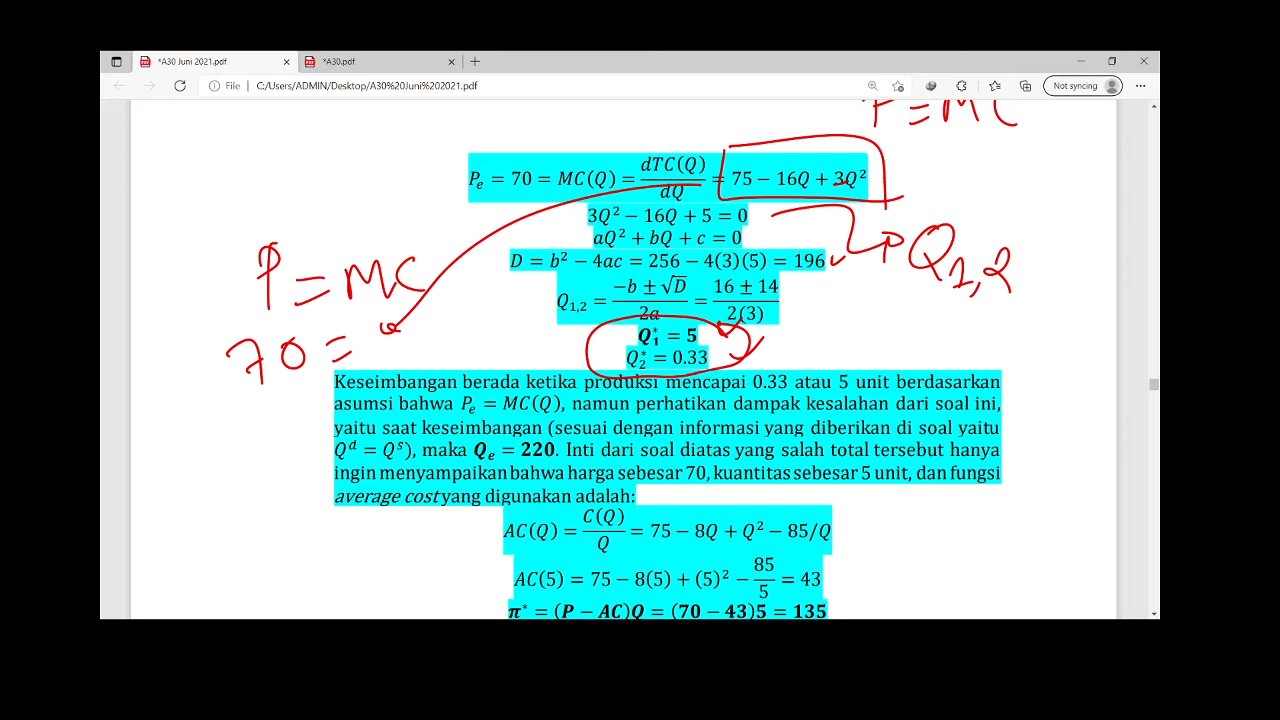 *A30 Juni 2021.pdf
*A30.pdf
File C:/Users/ADMIN/Desktop/A30%20Juni%202021.pdf
Not syncing
P = MC
P_e = 70 = MC(Q) = dTC(Q)/dQ = 75 − 16Q + 3Q²
3Q² − 16Q + 5 = 0
aQ² + bQ + c = 0
D = b² − 4ac = 256 − 4(3)(5) = 196
Q_{1,2} = (−b ± √D)/2a = (16 ± 14)/2(3)
Q₁* = 5
Q₂* = 0.33
Q1,2
P = MC
70 =
Keseimbangan berada ketika produksi mencapai 0.33 atau 5 unit berdasarkan
asumsi bahwa P_e = MC(Q), namun perhatikan dampak kesalahan dari soal ini,
yaitu saat keseimbangan (sesuai dengan informasi yang diberikan di soal yaitu
Q^d = Q^s), maka Q_e = 220. Inti dari soal diatas yang salah total tersebut hanya
ingin menyampaikan bahwa harga sebesar 70, kuantitas sebesar 5 unit, dan fungsi
average cost yang digunakan adalah:
AC(Q) = C(Q)/Q = 75 − 8Q + Q² − 85/Q
AC(5) = 75 − 8(5) + (5)² − 85/5 = 43
π* = (P − AC)Q = (70 − 43)5 = 135